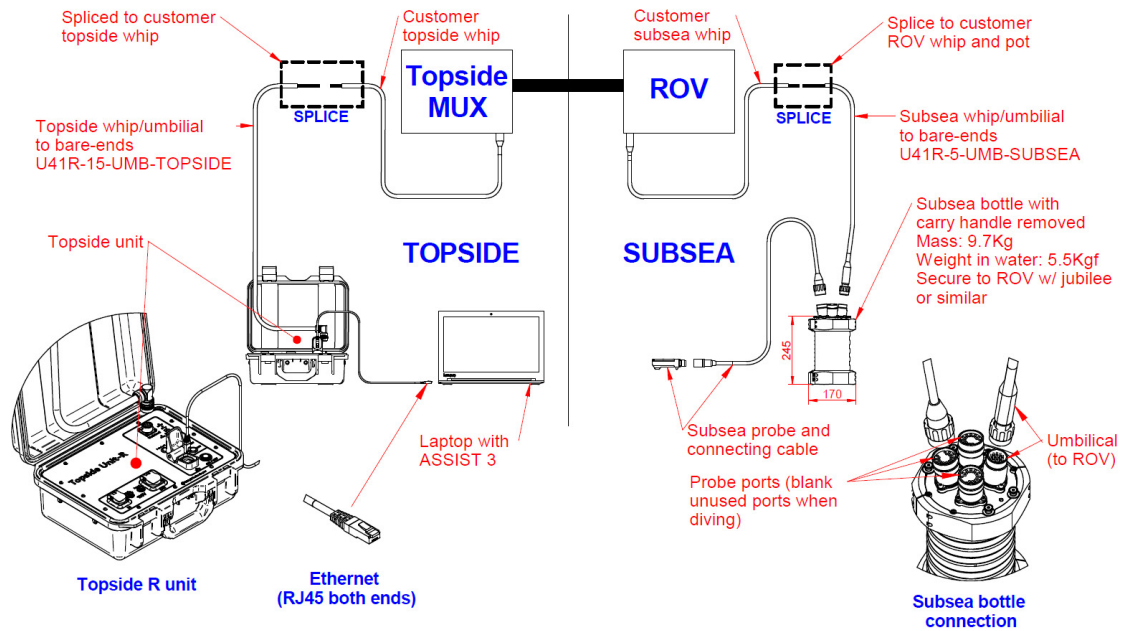 Spliced to customer
topside whip
Customer
topside whip
Topside
MUX
SPLICE
Topside whip/umbilial
to bare-ends
U41R-15-UMB-TOPSIDE
Topside unit
TOPSIDE
Laptop with
ASSIST 3
Topside Unit-R
Topside R unit
Ethernet
(RJ45 both ends)
Customer
subsea whip
Splice to customer
ROV whip and pot
ROV
SPLICE
Subsea whip/umbilial
to bare-ends
U41R-5-UMB-SUBSEA
SUBSEA
Subsea bottle with
carry handle removed
Mass: 9.7Kg
Weight in water: 5.5Kgf
Secure to ROV w/ jubilee
or similar
245
170
Subsea probe and
connecting cable
Probe ports (blank
unused ports when
diving)
Umbilical
(to ROV)
Subsea bottle
connection